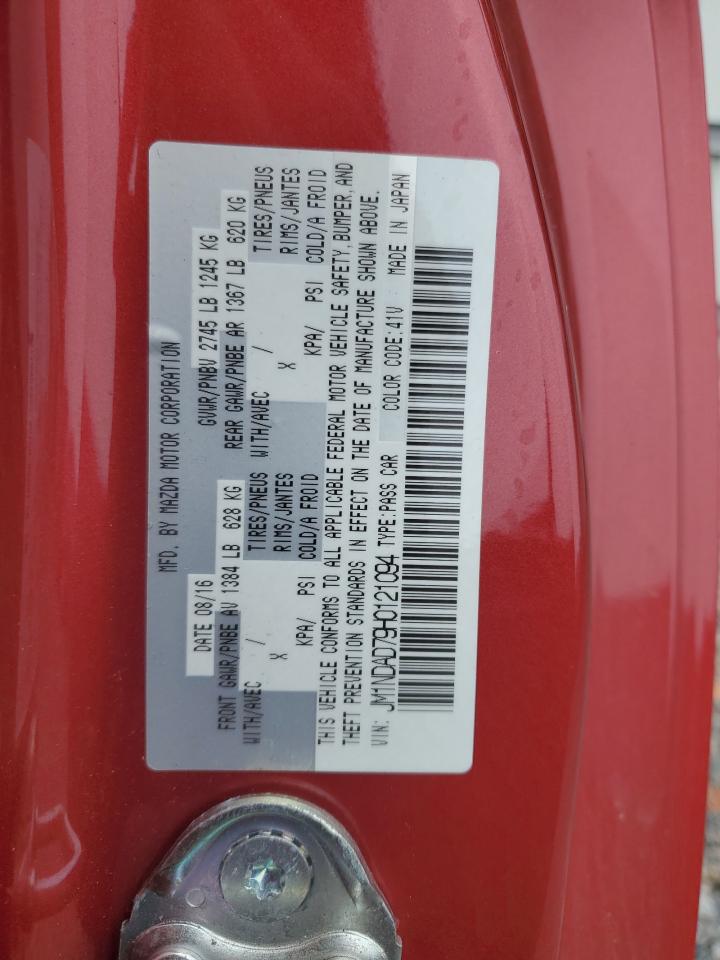 MFD. BY MAZDA MOTOR CORPORATION
DATE 08/16 GVWR/PNBV 2745 LB 1245 KG
FRONT GAWR/PNBE AV 1384 LB 628 KG REAR GAWR/PNBE AR 1367 LB 620 KG
WITH/AVEC / TIRES/PNEUS WITH/AVEC / TIRES/PNEUS
X RIMS/JANTES X RIMS/JANTES
KPA/ PSI COLD/A FROID KPA/ PSI COLD/A FROID
THIS VEHICLE CONFORMS TO ALL APPLICABLE FEDERAL MOTOR VEHICLE SAFETY, BUMPER, AND
THEFT PREVENTION STANDARDS IN EFFECT ON THE DATE OF MANUFACTURE SHOWN ABOVE.
VIN: JM1NDAD79H0121094 TYPE:PASS CAR COLOR CODE:41V MADE IN JAPAN